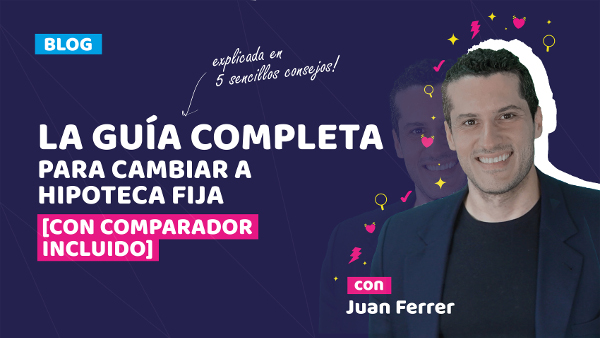 BLOG
explicada en
5 sencillos consejos!
LA GUÍA COMPLETA
PARA CAMBIAR A
HIPOTECA FIJA
[CON COMPARADOR
INCLUIDO]
con
Juan Ferrer